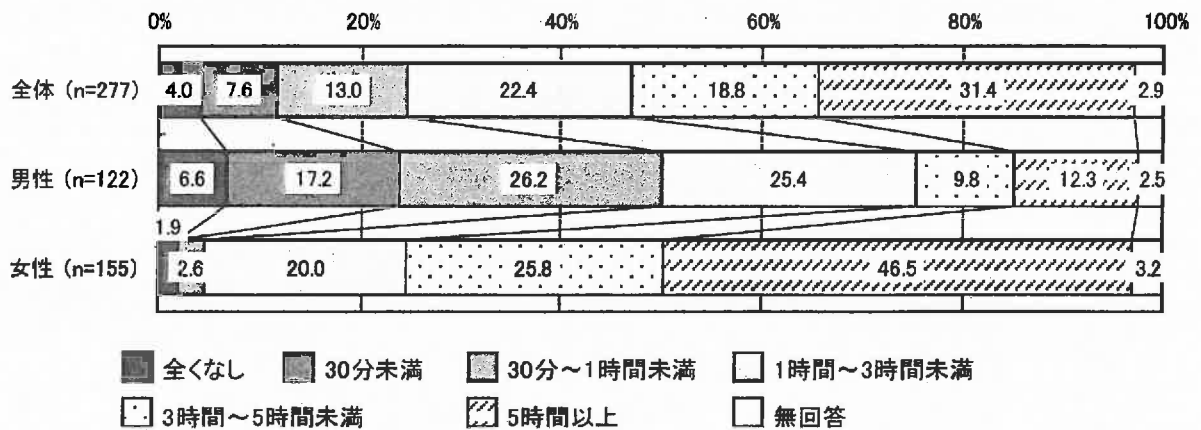 0% 20% 40% 60% 80% 100%
全体 (n=277) 4.0 7.6 13.0 22.4 18.8 31.4 2.9
男性 (n=122) 6.6 17.2 26.2 25.4 9.8 12.3 2.5
1.9
女性 (n=155) 2.6 20.0 25.8 46.5 3.2
全くなし 30分未満 30分～1時間未満 1時間～3時間未満
3時間～5時間未満 5時間以上 無回答